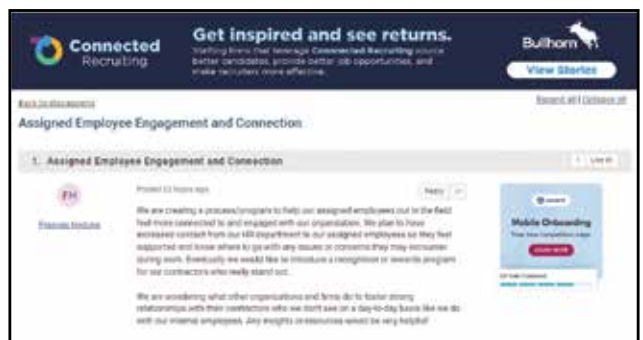 Connected
Recruiting
Get inspired and see returns.
Staffing firms that leverage Connected Recruiting source
better candidates, provide better job opportunities, and
make recruiters more effective.
Bullhorn
View Stories
Back to discussions
Expand all | Collapse all
Assigned Employee Engagement and Connection
1. Assigned Employee Engagement and Connection
Like
FH
Posted 22 hours ago
Reply
We are creating a process/program to help our assigned employees out in the field
feel more connected to and engaged with our organization. We plan to have
increased contact from our HR department to our assigned employees so they feel
supported and know where to go with any issues or concerns they may encounter
during work. Eventually we would like to introduce a recognition or rewards program
for our contractors who really stand out.
We are wondering what other organizations and firms do to foster strong
relationships with their contractors who we don't see on a day-to-day basis like we do
with our internal employees. Any insights or resources would be very helpful!
Mobile Onboarding
LEARN MORE